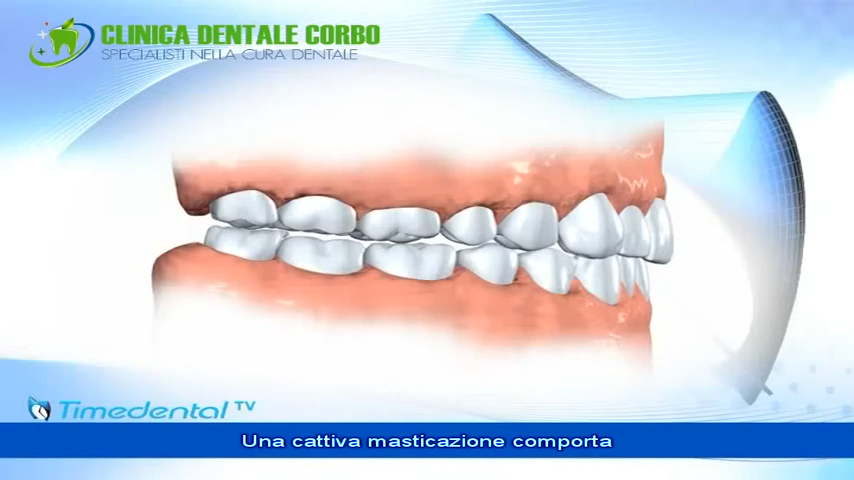 CLINICA DENTALE CORBO
SPECIALISTI NELLA CURA DENTALE
Timedental TV
Una cattiva masticazione comporta